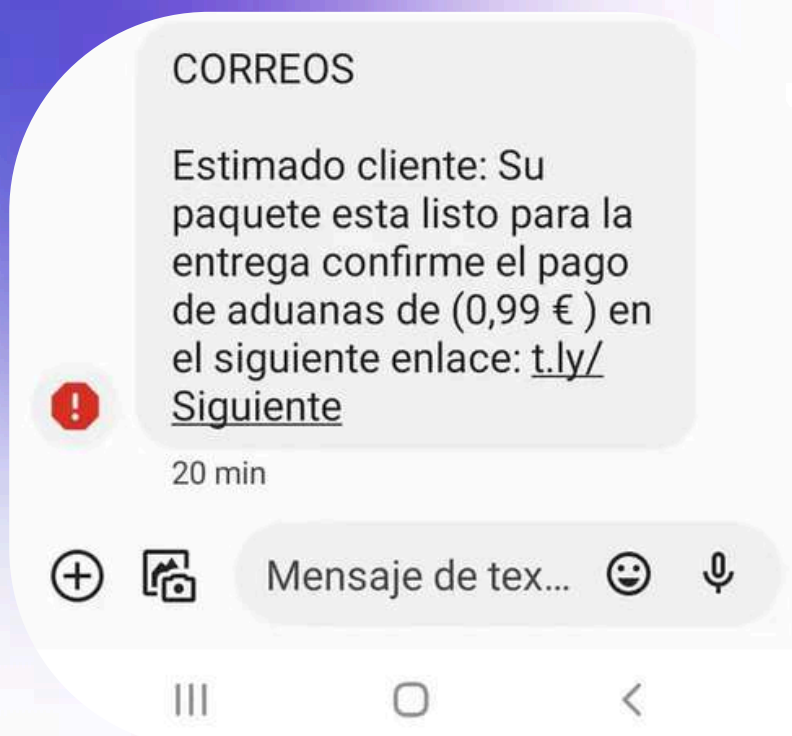 CORREOS
Estimado cliente: Su
paquete esta listo para la
entrega confirme el pago
de aduanas de (0,99 € ) en
el siguiente enlace: t.ly/
Siguiente
20 min
Mensaje de tex...